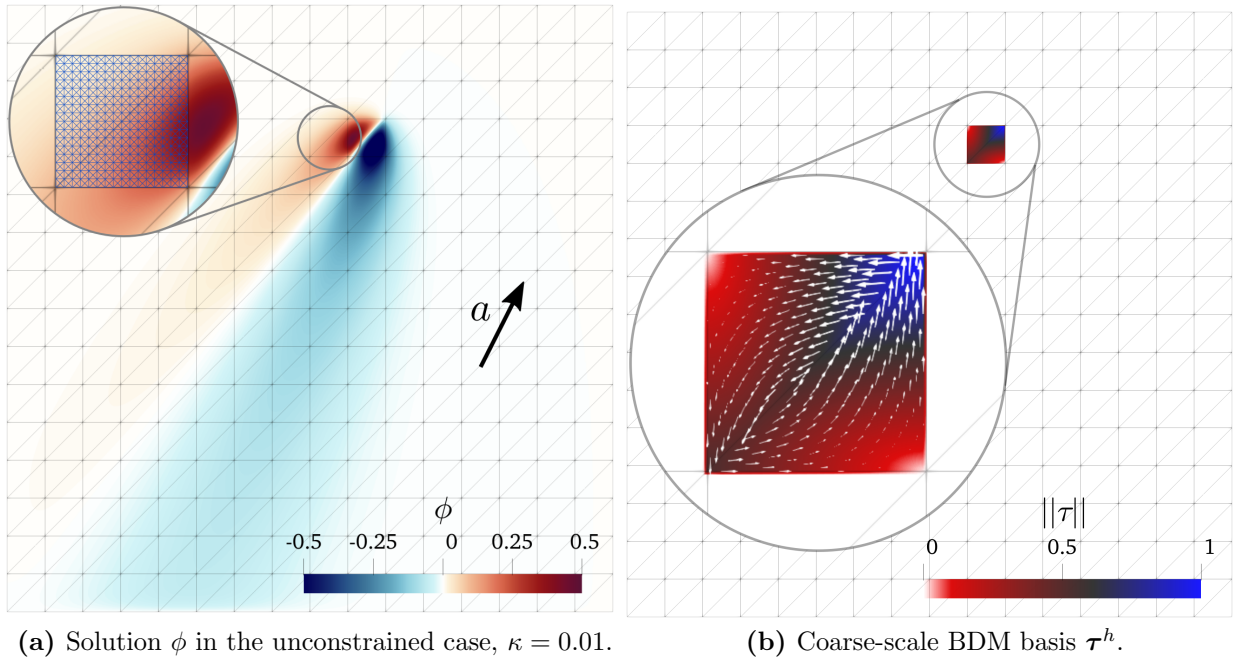 a
ϕ
-0.5 -0.25 0 0.25 0.5
||τ||
0 0.5 1
(a) Solution ϕ in the unconstrained case, κ = 0.01.
(b) Coarse-scale BDM basis τ^h.